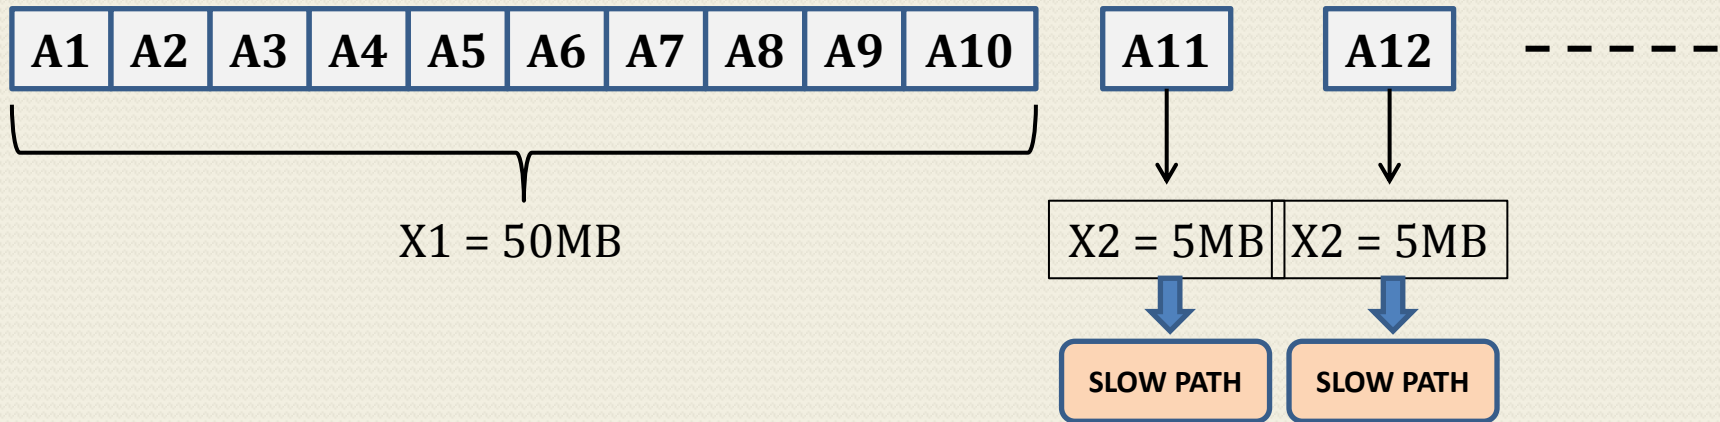 A1 A2 A3 A4 A5 A6 A7 A8 A9 A10 A11 A12
X1 = 50MB X2 = 5MB X2 = 5MB
SLOW PATH SLOW PATH